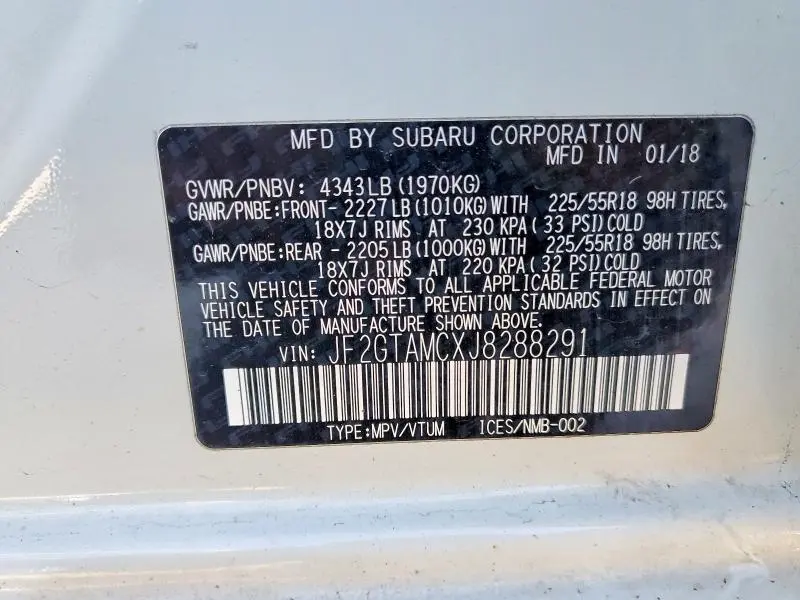 MFD BY SUBARU CORPORATION
MFD IN 01/18
GVWR/PNBV: 4343LB(1970KG)
GAWR/PNBE:FRONT- 2227LB(1010KG)WITH 225/55R18 98H TIRES,
18X7J RIMS AT 230 KPA( 33 PSI)COLD
GAWR/PNBE:REAR - 2205LB(1000KG)WITH 225/55R18 98H TIRES,
18X7J RIMS AT 220 KPA( 32 PSI)COLD
THIS VEHICLE CONFORMS TO ALL APPLICABLE FEDERAL MOTOR
VEHICLE SAFETY AND THEFT PREVENTION STANDARDS IN EFFECT ON
THE DATE OF MANUFACTURE SHOWN ABOVE.
VIN: JF2GTAMCXJ8288291
TYPE:MPV/VTUM ICES/NMB-002